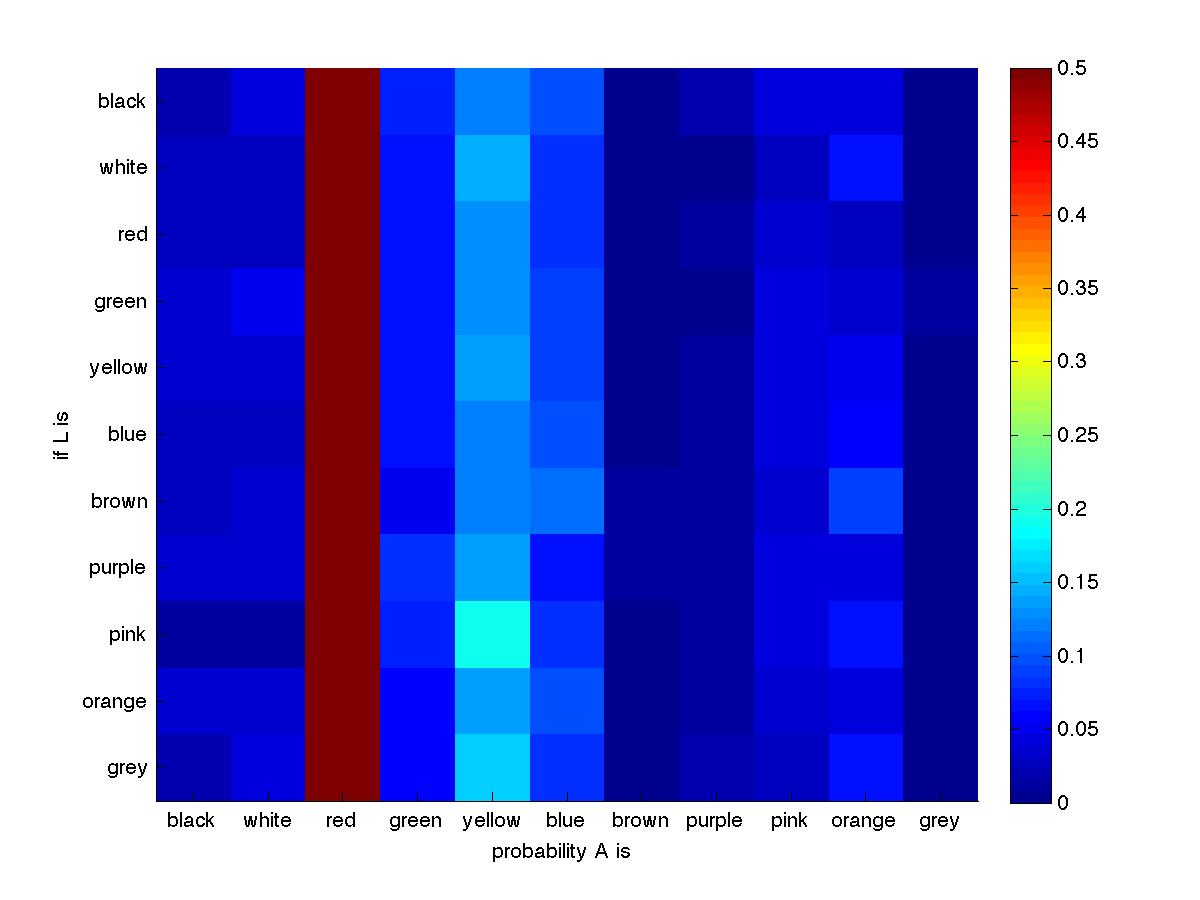 black
white
red
green
yellow
blue
brown
purple
pink
orange
grey
if L is
black white red green yellow blue brown purple pink orange grey
probability A is
0.5
0.45
0.4
0.35
0.3
0.25
0.2
0.15
0.1
0.05
0